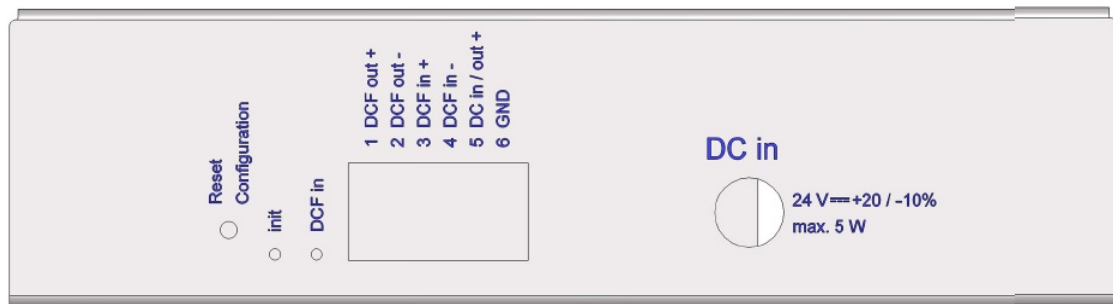 Reset
Configuration
init
DCF in
1 DCF out +
2 DCF out -
3 DCF in +
4 DCF in -
5 DC in / out +
6 GND
DC in
24 V⎓+20 / -10%
max. 5 W